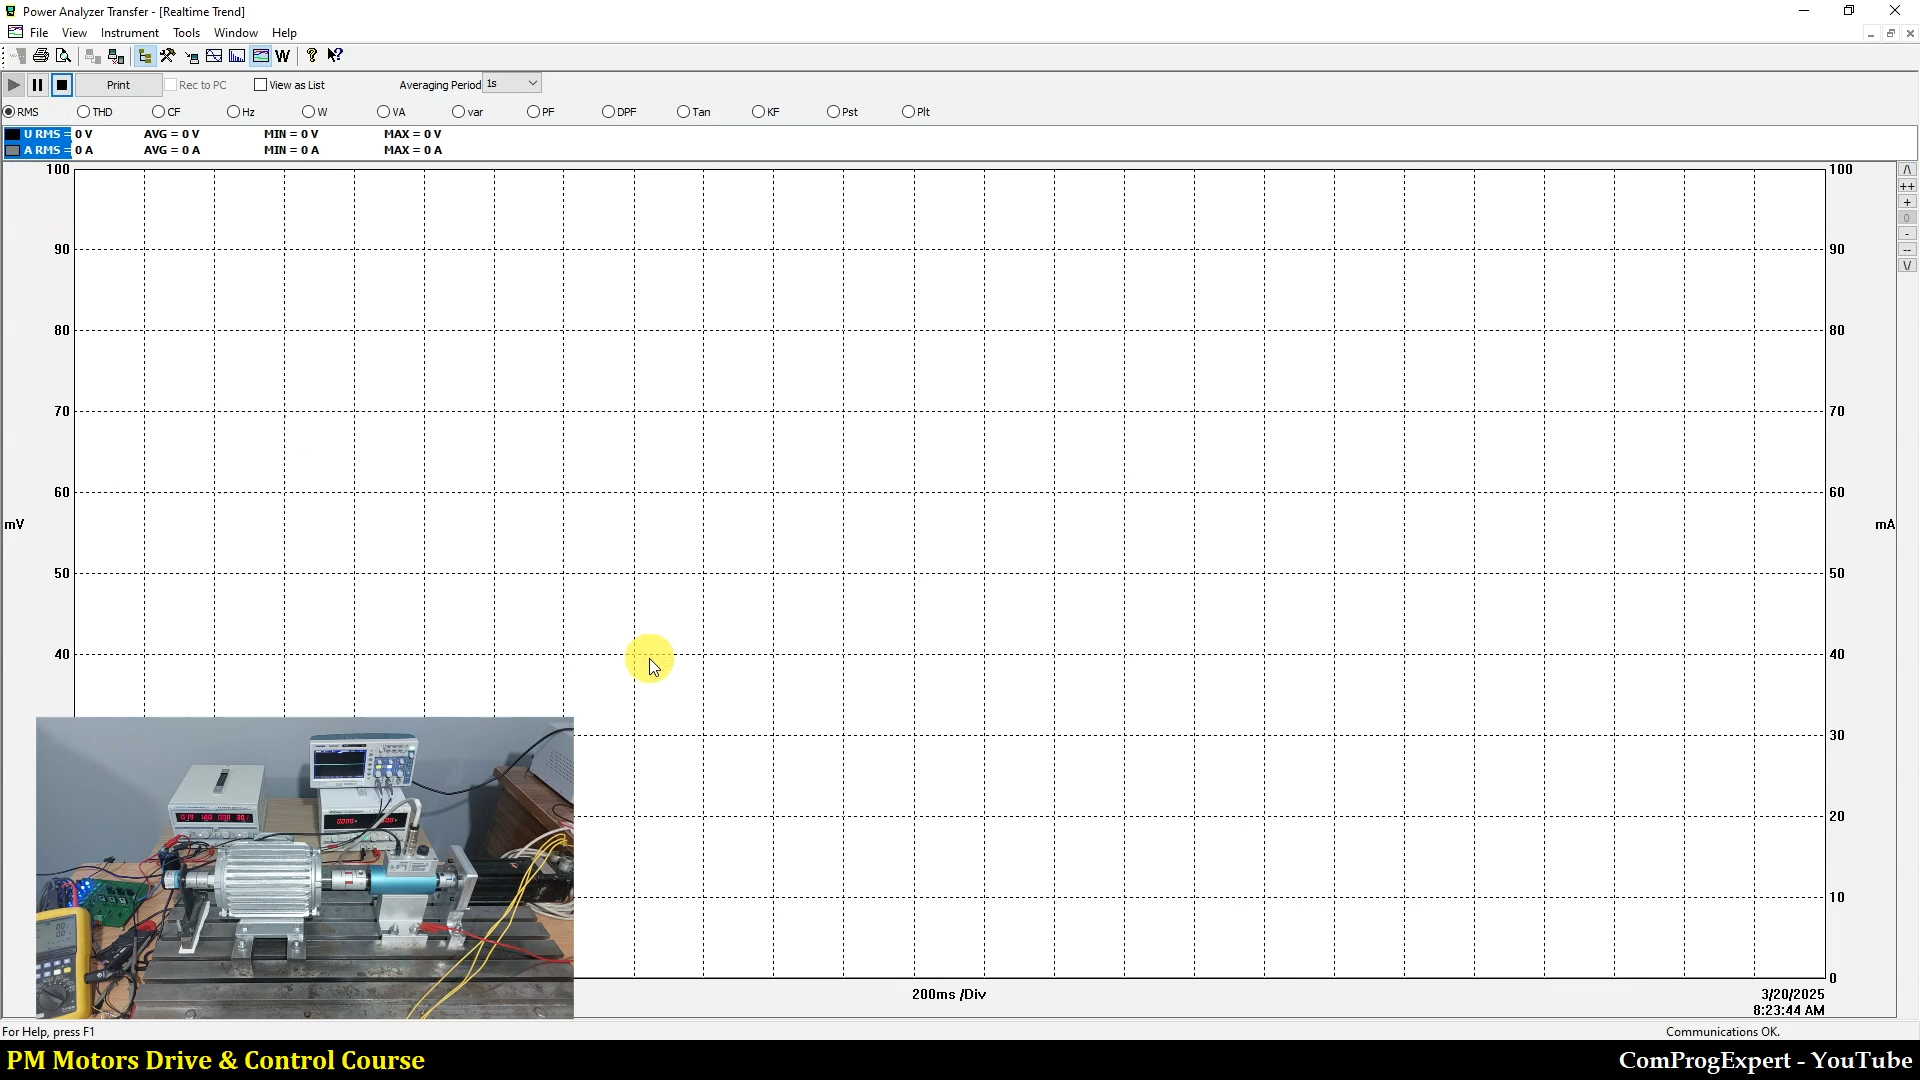 Power Analyzer Transfer - [Realtime Trend]
File View Instrument Tools Window Help
W ?
Print Rec to PC View as List Averaging Period 1s
RMS THD CF Hz W VA var PF DPF Tan KF Pst Plt
U RMS = 0 V AVG = 0 V MIN = 0 V MAX = 0 V
A RMS = 0 A AVG = 0 A MIN = 0 A MAX = 0 A
100 100 /\
++
+
0
-
90 90 --
\/
80 80
70 70
60 60
mV mA
50 50
40 40
30
20
10
0
200ms /Div 3/20/2025
8:23:44 AM
For Help, press F1 Communications OK.
PM Motors Drive & Control Course ComProgExpert - YouTube